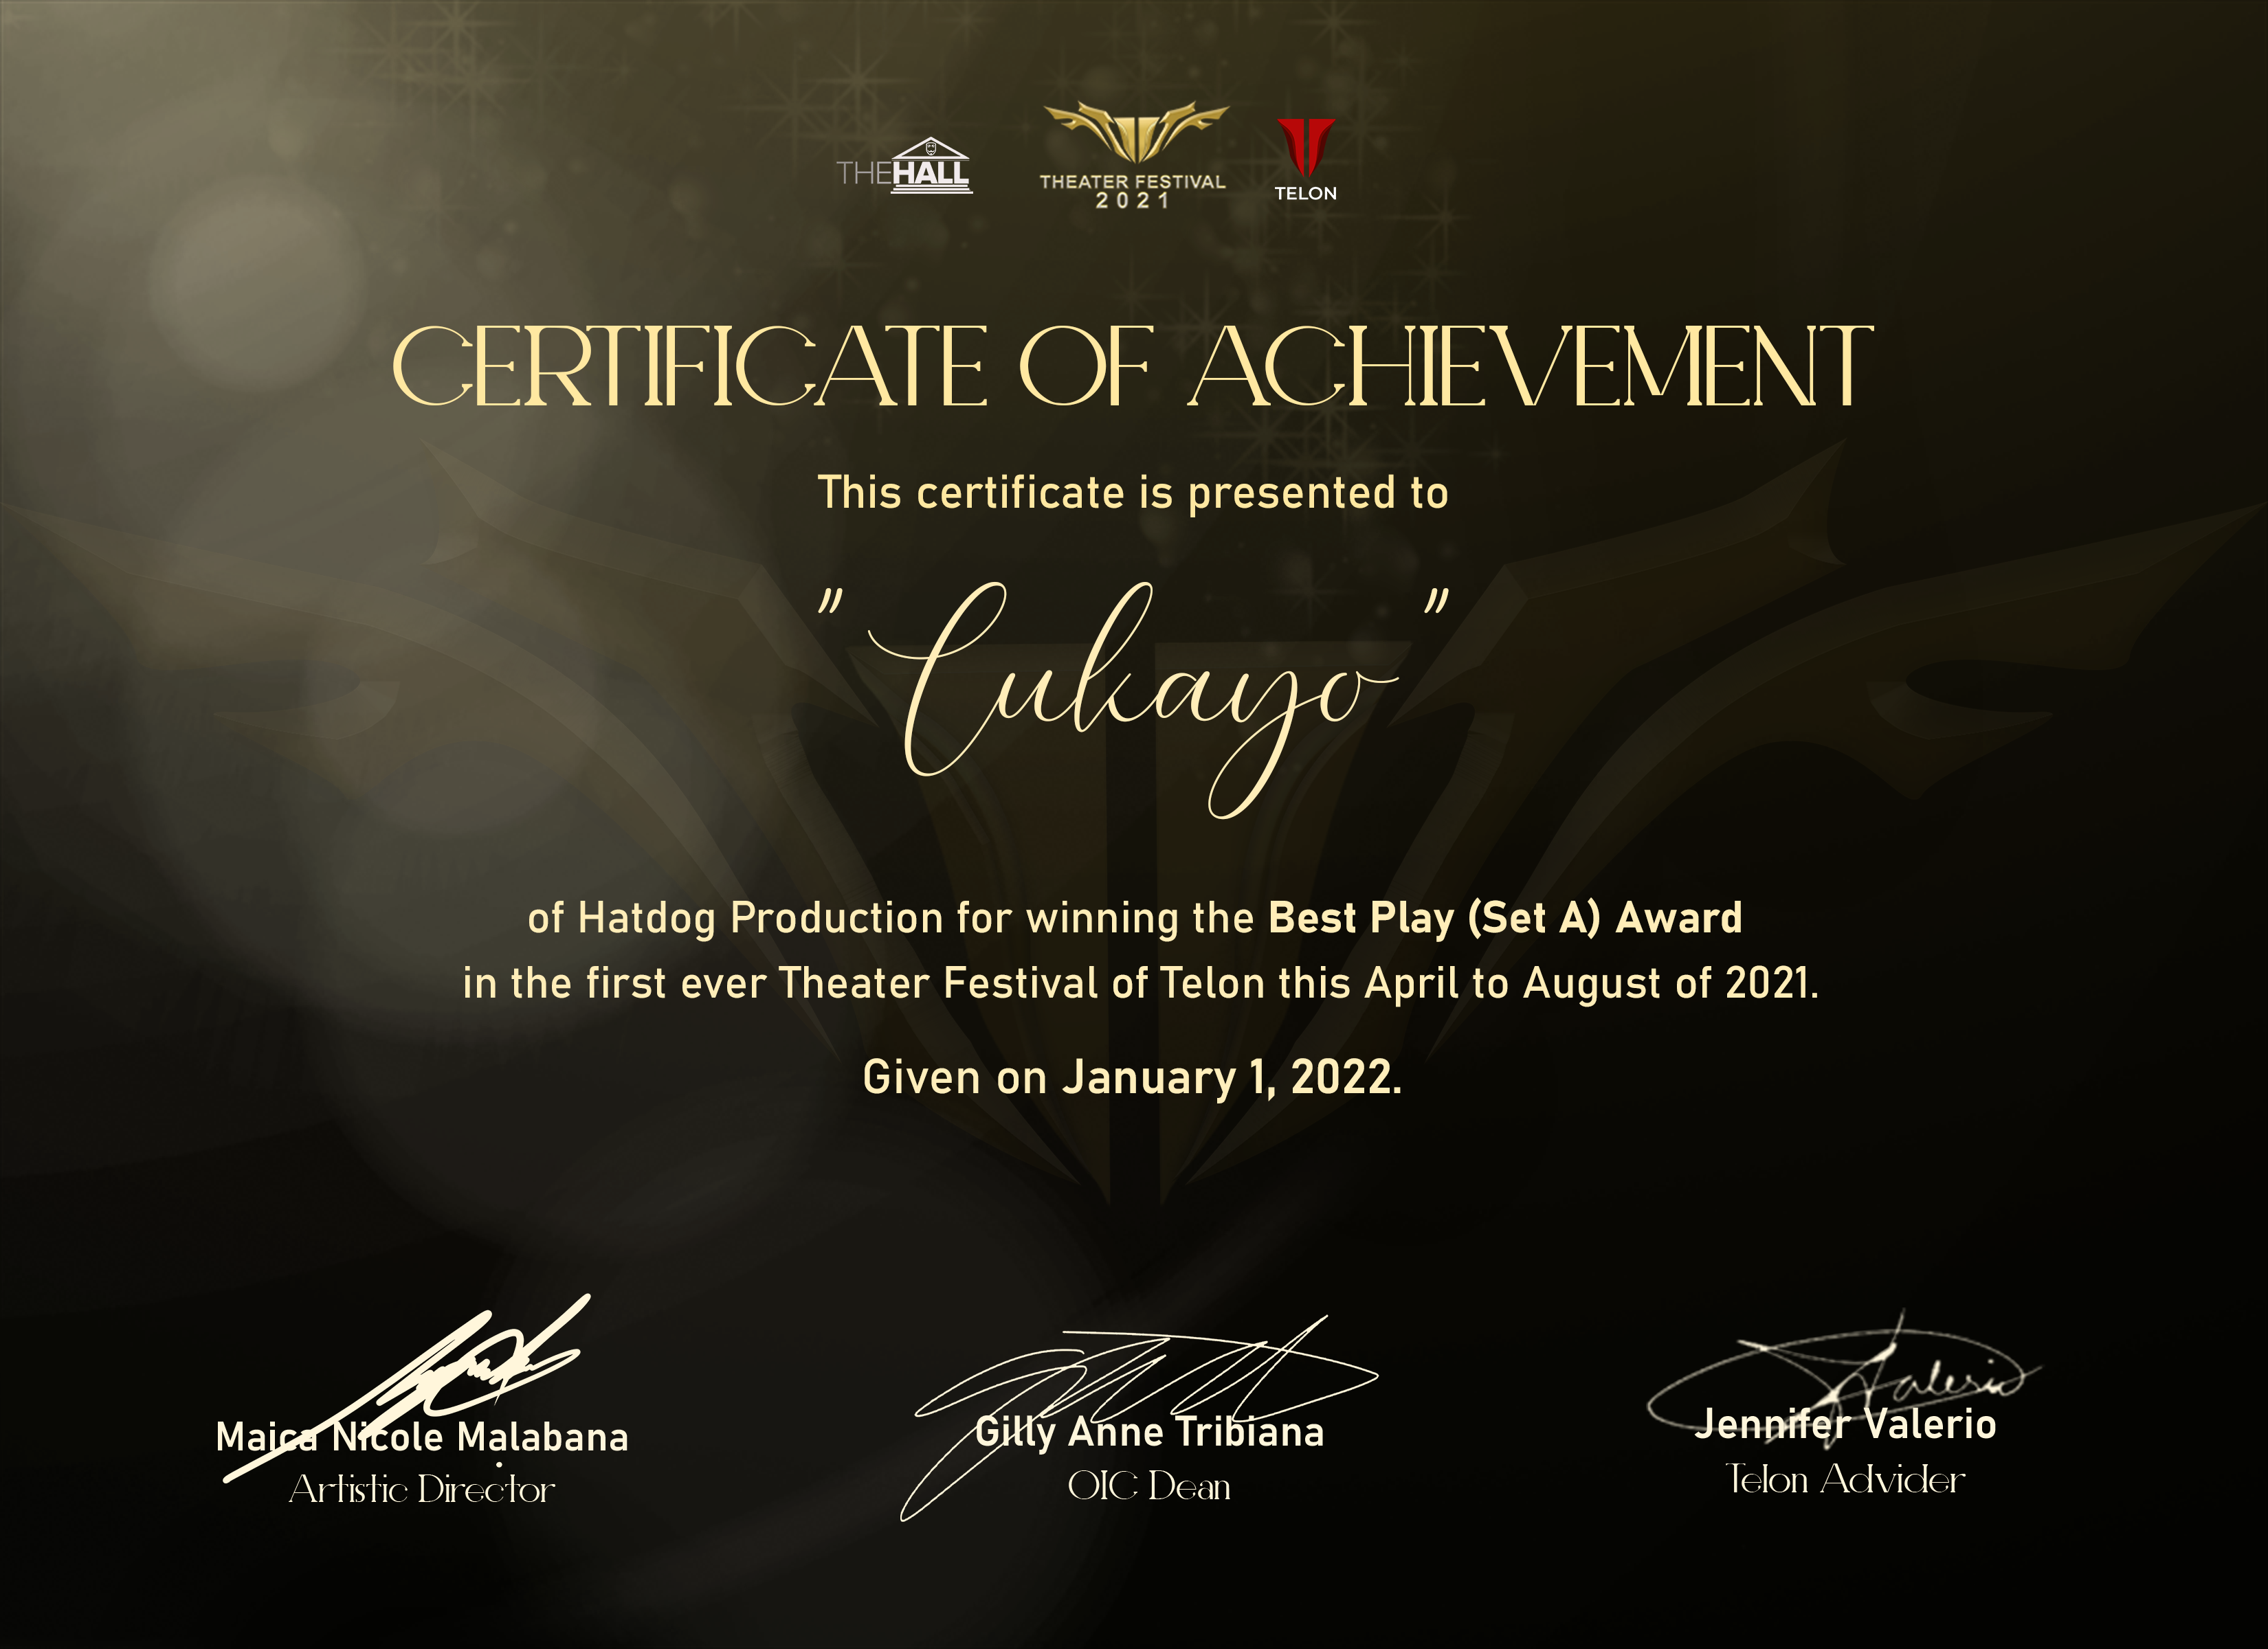 THEHALL
THEATER FESTIVAL
2021
TELON
CERTIFICATE OF ACHIEVEMENT
This certificate is presented to
"Lukayo"
of Hatdog Production for winning the Best Play (Set A) Award
in the first ever Theater Festival of Telon this April to August of 2021.
Given on January 1, 2022.
Maica Nicole Malabana
Artistic Director
Gilly Anne Tribiana
OIC Dean
Valerio
Jennifer Valerio
Telon Advider